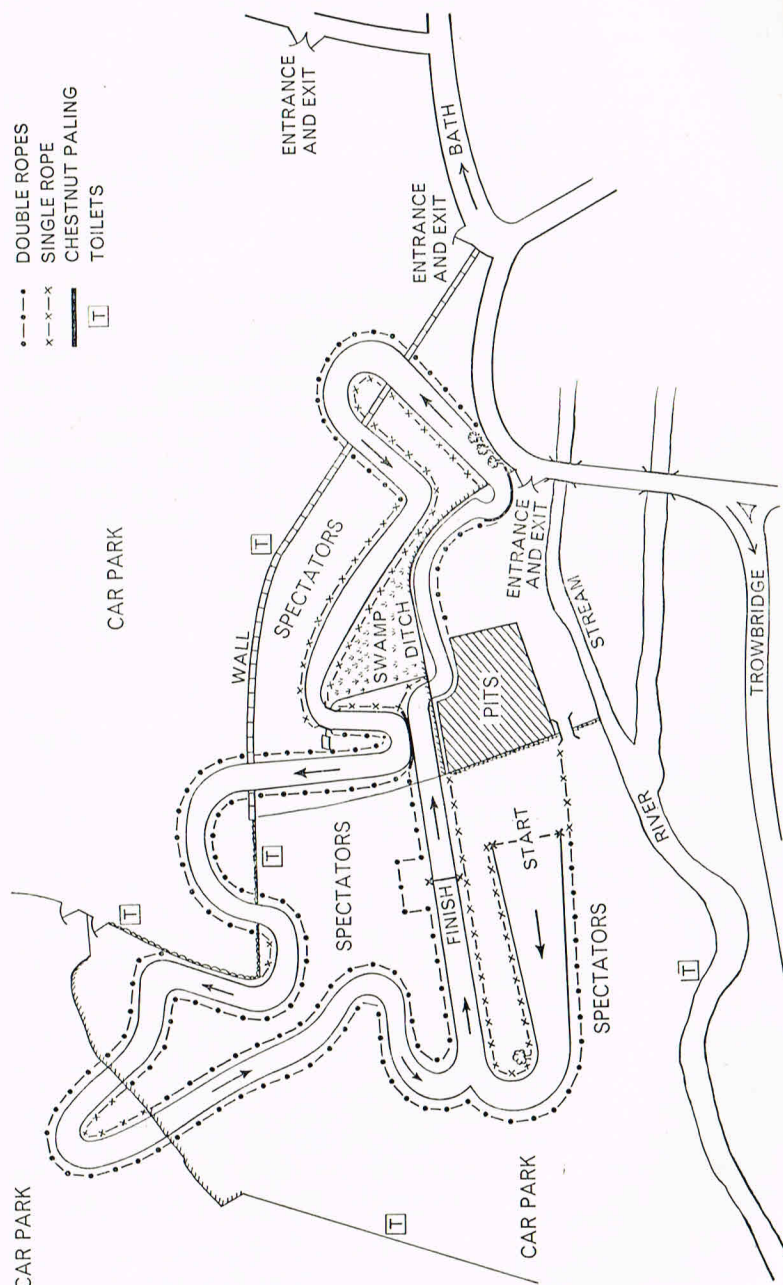 DOUBLE ROPES
SINGLE ROPE
CHESTNUT PALING
T TOILETS
ENTRANCE
AND EXIT
BATH
ENTRANCE
AND EXIT
CAR PARK
T
WALL
SPECTATORS
SWAMP
DITCH
ENTRANCE
AND EXIT
STREAM
PITS
TROWBRIDGE
RIVER
T
T
SPECTATORS
START
FINISH
SPECTATORS
T
CAR PARK
T
CAR PARK